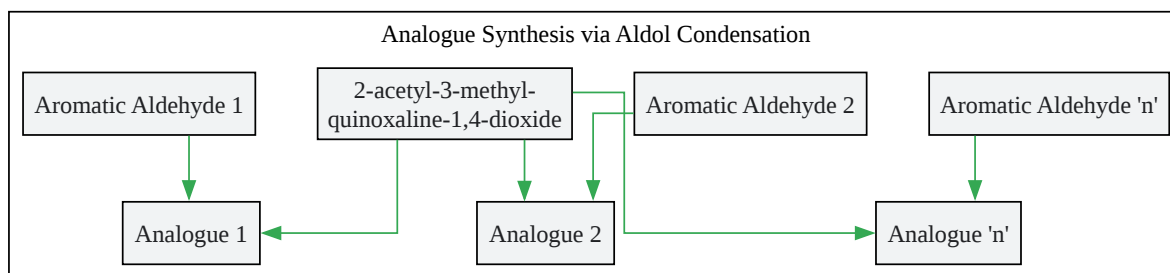 Analogue Synthesis via Aldol Condensation
Aromatic Aldehyde 1
2-acetyl-3-methyl-
quinoxaline-1,4-dioxide
Aromatic Aldehyde 2
Aromatic Aldehyde 'n'
Analogue 1
Analogue 2
Analogue 'n'